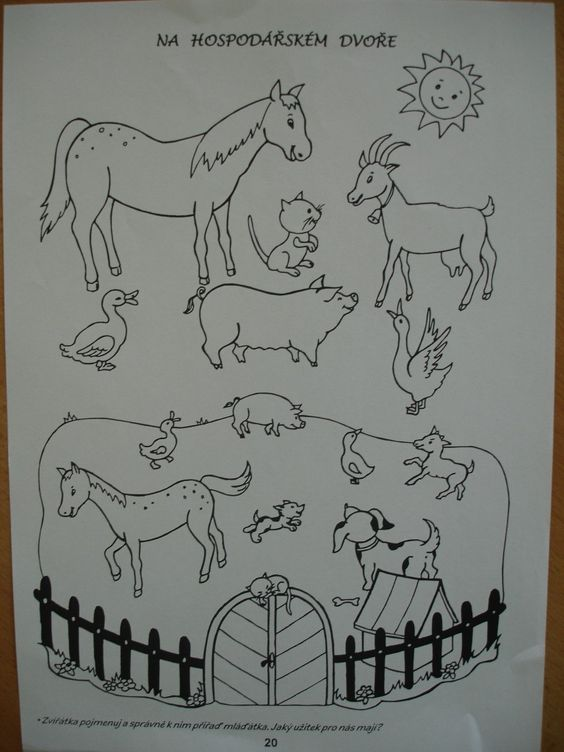 NA HOSPODÁŘSKÉM DVOŘE
• Zvířátka pojmenuj a správně k nim přiřaď mláďátka. Jaký užitek pro nás mají?
20